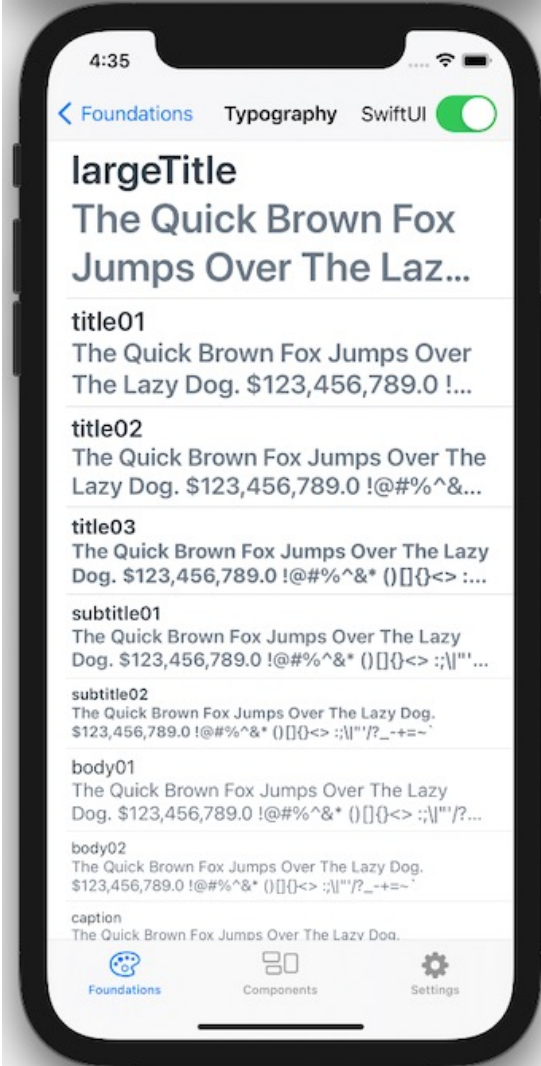 4:35
Foundations Typography SwiftUI
largeTitle
The Quick Brown Fox
Jumps Over The Laz...
title01
The Quick Brown Fox Jumps Over
The Lazy Dog. $123,456,789.0 !...
title02
The Quick Brown Fox Jumps Over The
Lazy Dog. $123,456,789.0 !@#%^&...
title03
The Quick Brown Fox Jumps Over The Lazy
Dog. $123,456,789.0 !@#%^&* ()[]{}<> :...
subtitle01
The Quick Brown Fox Jumps Over The Lazy
Dog. $123,456,789.0 !@#%^&* ()[]{}<> :;\|"'...
subtitle02
The Quick Brown Fox Jumps Over The Lazy Dog.
$123,456,789.0 !@#%^&* ()[]{}<> :;\|"'/?_-+=~`
body01
The Quick Brown Fox Jumps Over The Lazy
Dog. $123,456,789.0 !@#%^&* ()[]{}<> :;\|"'/?...
body02
The Quick Brown Fox Jumps Over The Lazy Dog.
$123,456,789.0 !@#%^&* ()[]{}<> :;\|"'/?_-+=~`
caption
The Quick Brown Fox Jumps Over The Lazy Dog.
Foundations Components Settings